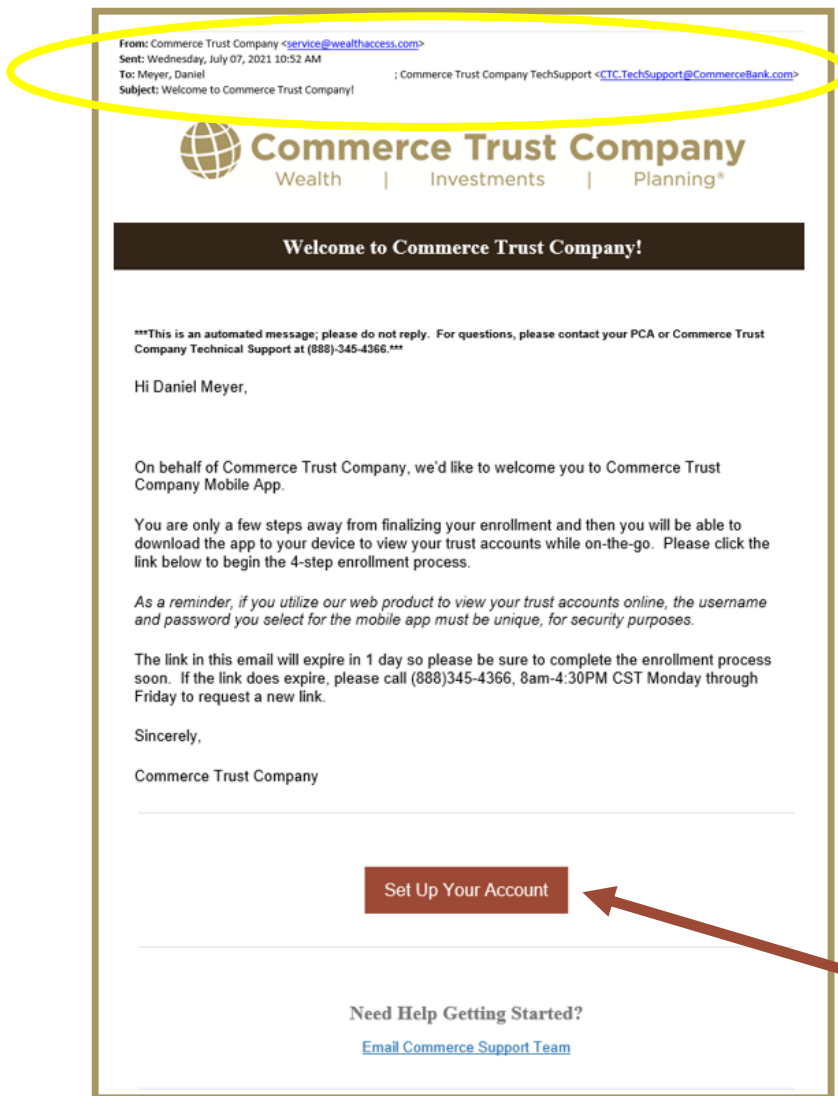 From: Commerce Trust Company <service@wealthaccess.com>
Sent: Wednesday, July 07, 2021 10:52 AM
To: Meyer, Daniel ; Commerce Trust Company TechSupport <CTC.TechSupport@CommerceBank.com>
Subject: Welcome to Commerce Trust Company!
Commerce Trust Company
Wealth | Investments | Planning®
Welcome to Commerce Trust Company!
***This is an automated message; please do not reply. For questions, please contact your PCA or Commerce Trust
Company Technical Support at (888)-345-4366.***
Hi Daniel Meyer,
On behalf of Commerce Trust Company, we'd like to welcome you to Commerce Trust
Company Mobile App.
You are only a few steps away from finalizing your enrollment and then you will be able to
download the app to your device to view your trust accounts while on-the-go. Please click the
link below to begin the 4-step enrollment process.
As a reminder, if you utilize our web product to view your trust accounts online, the username
and password you select for the mobile app must be unique, for security purposes.
The link in this email will expire in 1 day so please be sure to complete the enrollment process
soon. If the link does expire, please call (888)345-4366, 8am-4:30PM CST Monday through
Friday to request a new link.
Sincerely,
Commerce Trust Company
Set Up Your Account
Need Help Getting Started?
Email Commerce Support Team